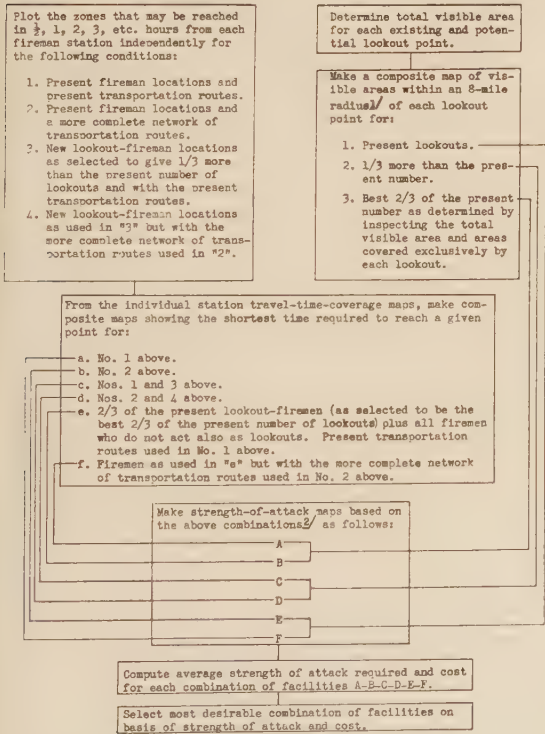 Plot the zones that may be reached
in ½, 1, 2, 3, etc. hours from each
fireman station independently for
the following conditions:
1. Present fireman locations and
present transportation routes.
2. Present fireman locations and
a more complete network of
transportation routes.
3. New lookout-fireman locations
as selected to give 1/3 more
than the present number of
lookouts and with the present
transportation routes.
4. New lookout-fireman locations
as used in "3" but with the
more complete network of trans-
portation routes used in "2".
Determine total visible area
for each existing and po-
tential lookout point.
Make a composite map of vis-
ible areas within an 8-mile
radius1/ of each lookout
point for:
1. Present lookouts.
2. 1/3 more than the pres-
ent number.
3. Best 2/3 of the present
number as determined by
inspecting the total
visible area and areas
covered exclusively by
each lookout.
From the individual station travel-time-coverage maps, make com-
posite maps showing the shortest time required to reach a given
point for:
a. No. 1 above.
b. No. 2 above.
c. Nos. 1 and 3 above.
d. Nos. 2 and 4 above.
e. 2/3 of the present lookout-firemen (as selected to be the
best 2/3 of the present number of lookouts) plus all firemen
who do not act also as lookouts. Present transportation
routes used in No. 1 above.
f. Firemen as used in "e" but with the more complete network
of transportation routes used in No. 2 above.
Make strength-of-attack maps based on
the above combinations2/ as follows:
A
B
C
D
E
F
Compute average strength of attack required and cost
for each combination of facilities A-B-C-D-E-F.
Select most desirable combination of facilities on
basis of strength of attack and cost.